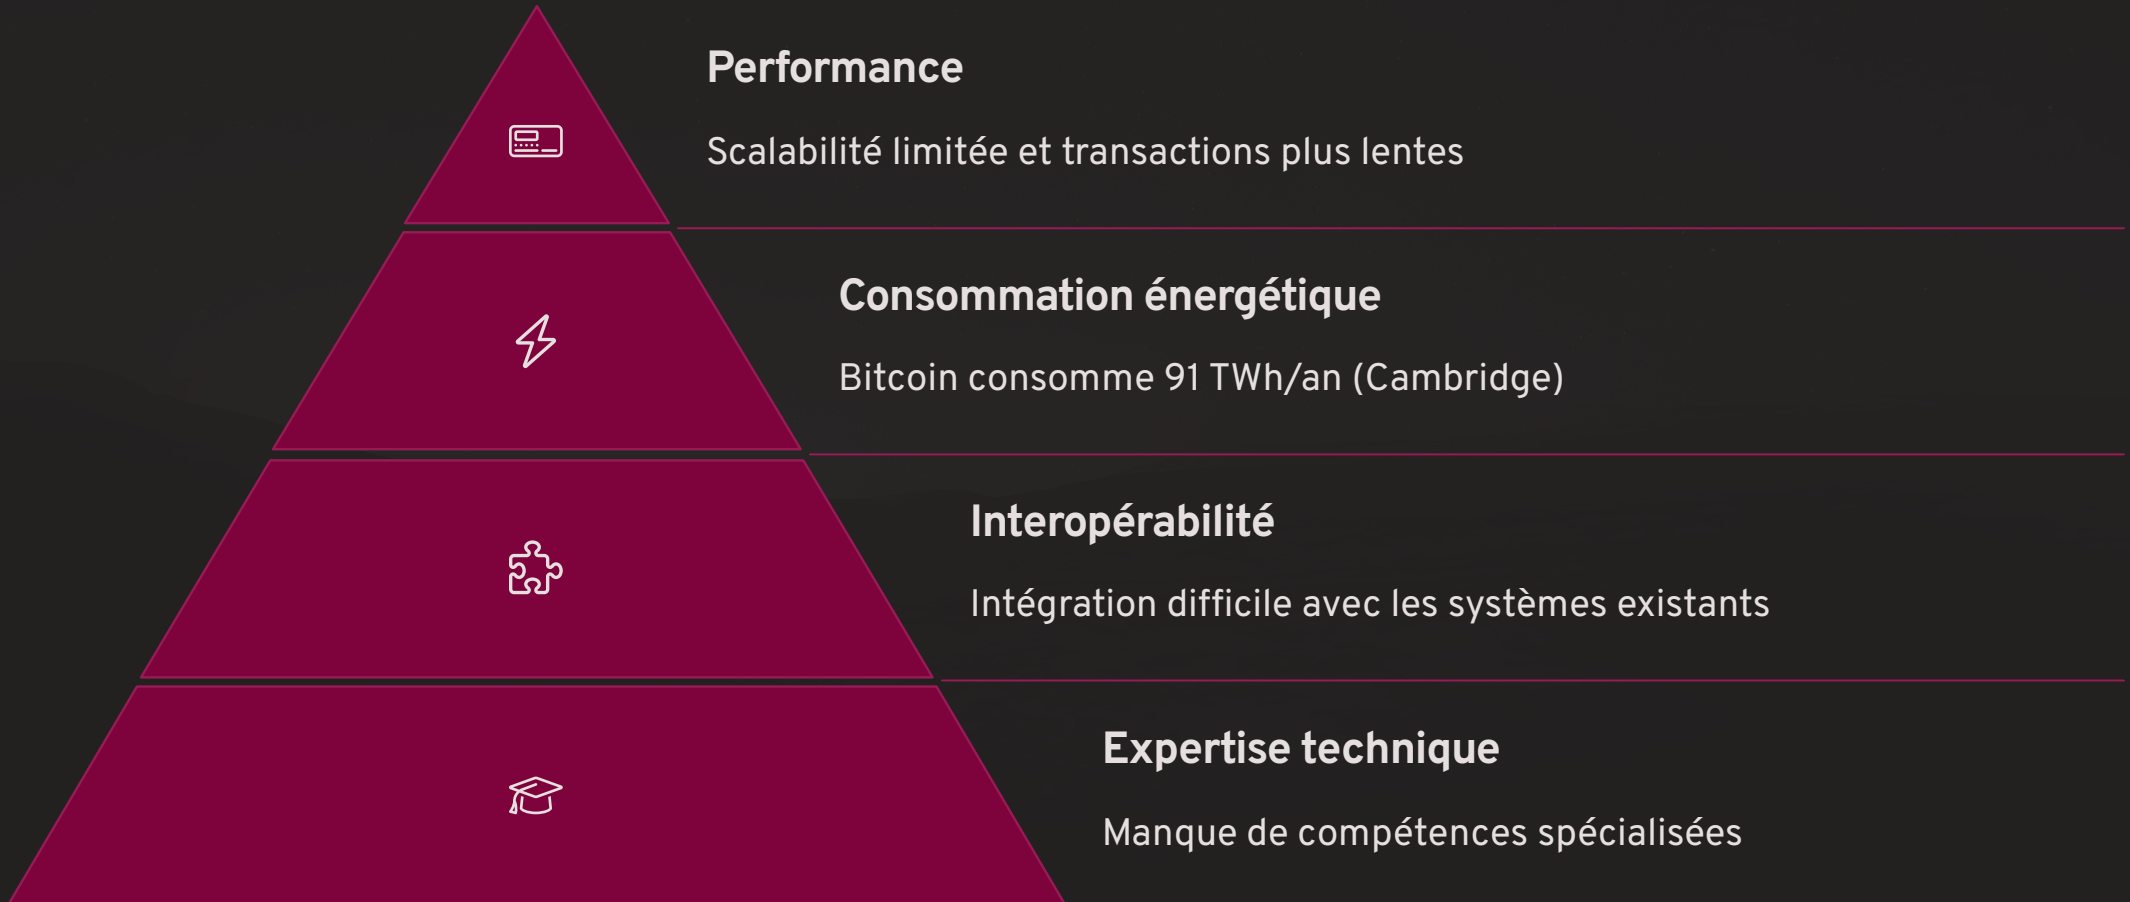 Performance
Scalabilité limitée et transactions plus lentes
Consommation énergétique
Bitcoin consomme 91 TWh/an (Cambridge)
Interopérabilité
Intégration difficile avec les systèmes existants
Expertise technique
Manque de compétences spécialisées